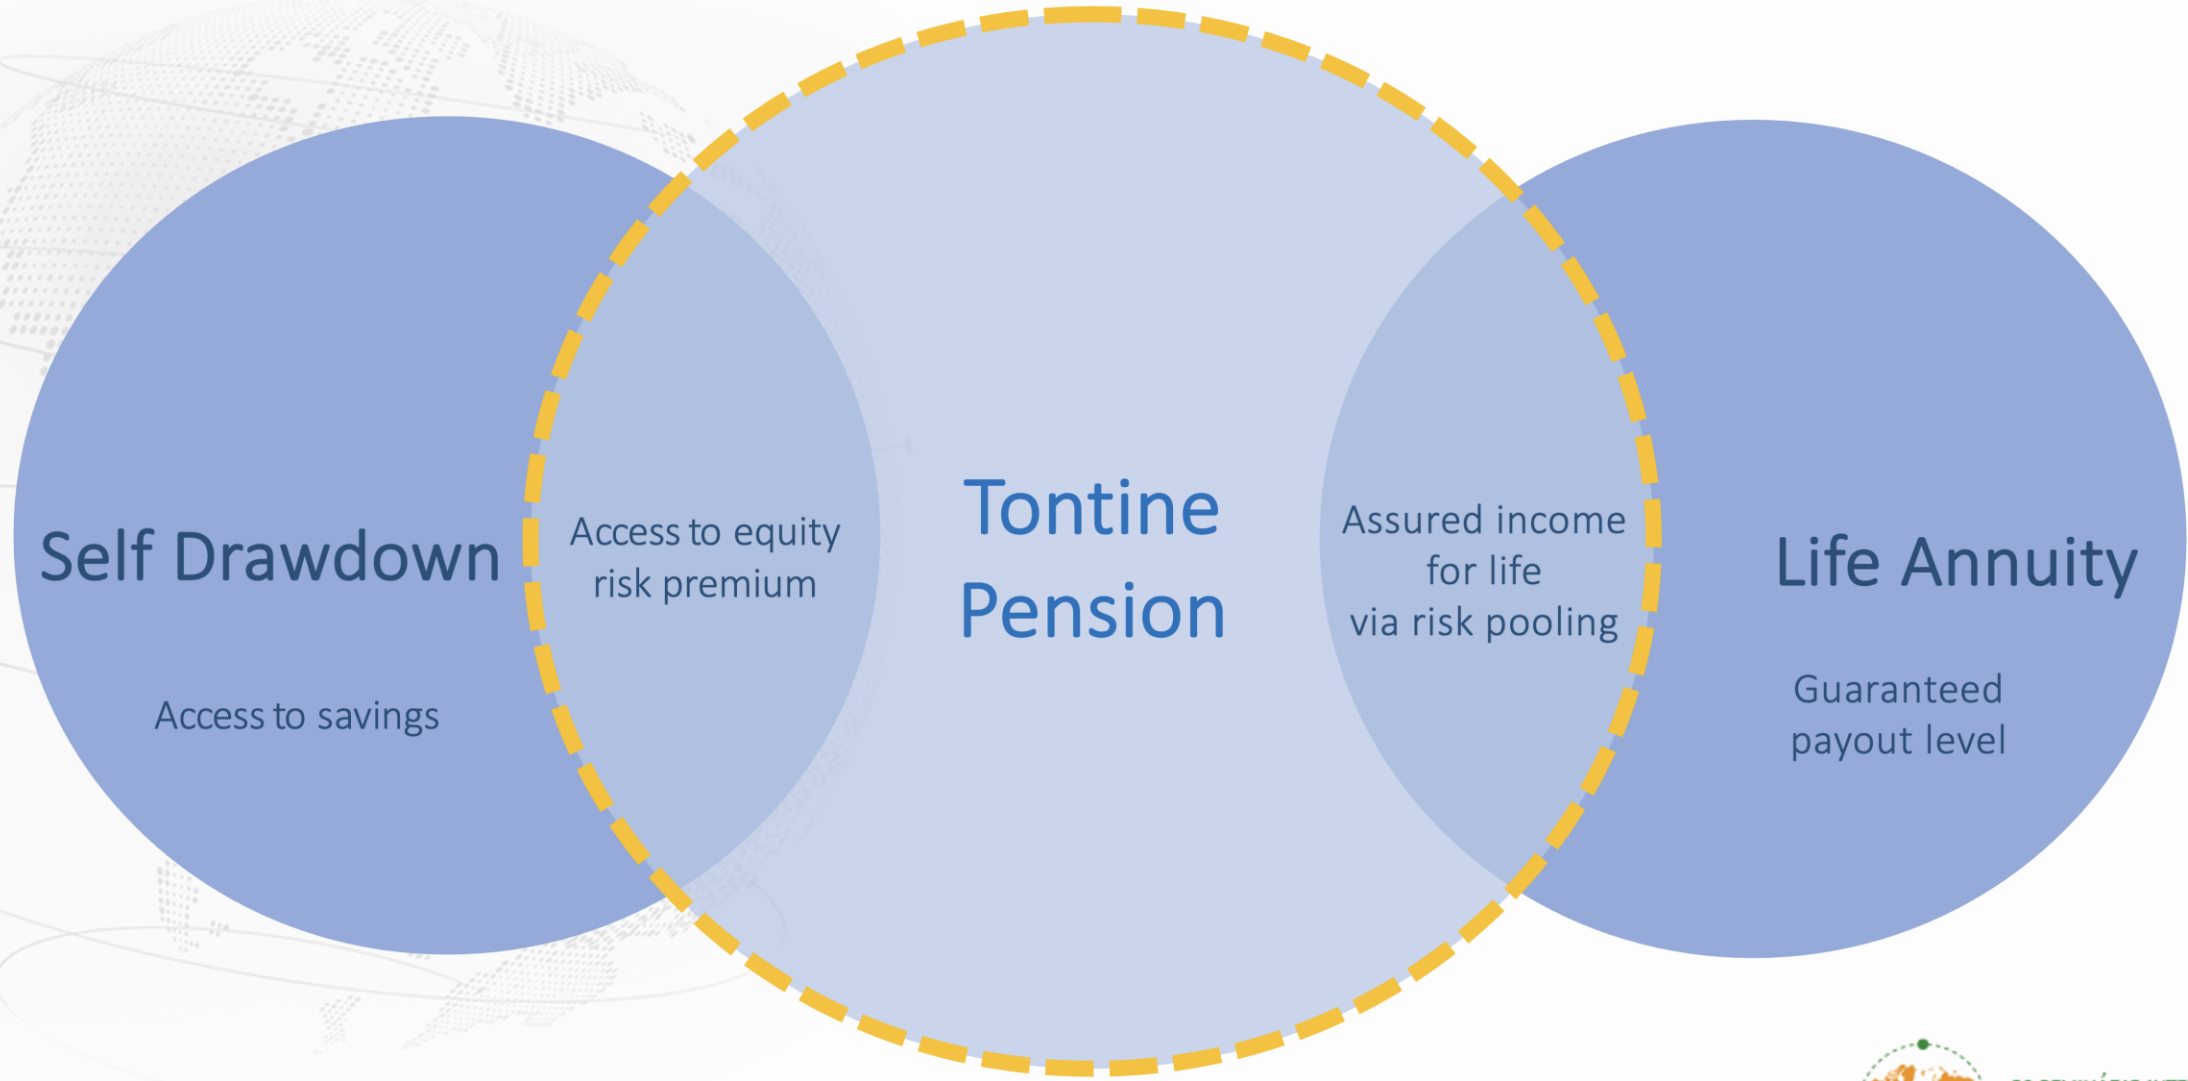 Self Drawdown
Access to savings
Access to equity
risk premium
Tontine
Pension
Assured income
for life
via risk pooling
Life Annuity
Guaranteed
payout level